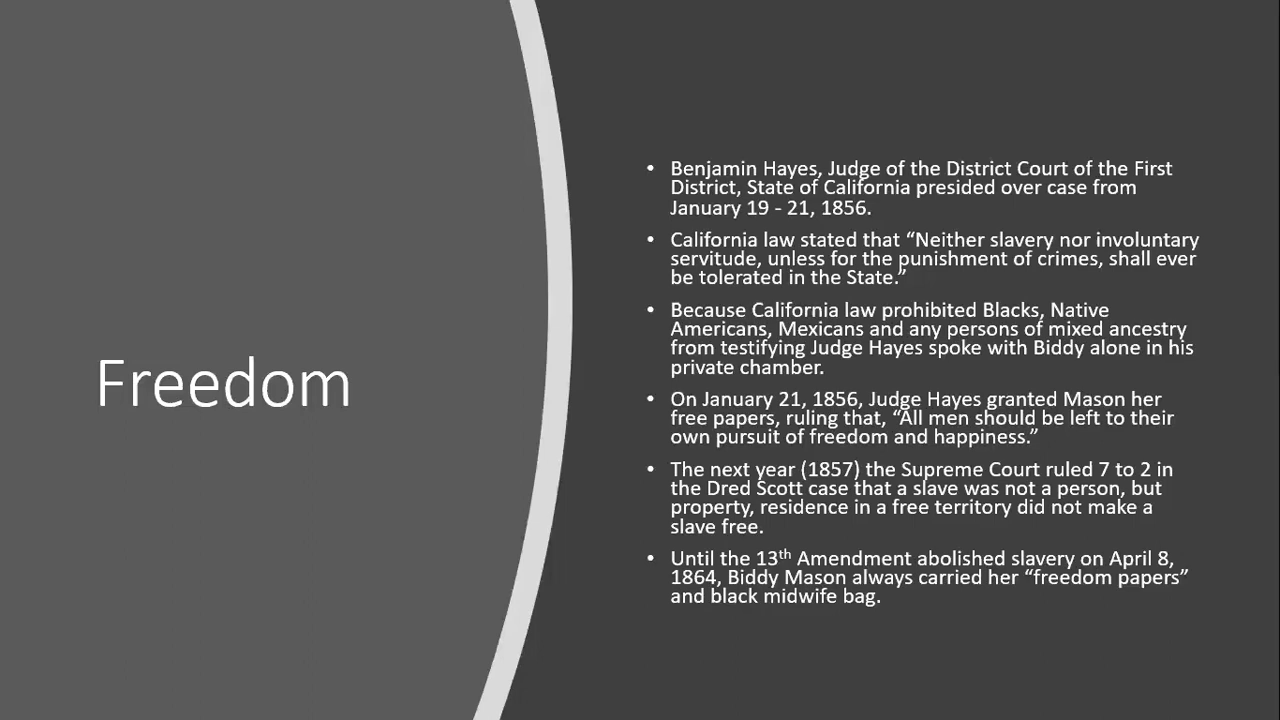 Freedom
• Benjamin Hayes, Judge of the District Court of the First
District, State of California presided over case from
January 19 - 21, 1856.
• California law stated that “Neither slavery nor involuntary
servitude, unless for the punishment of crimes, shall ever
be tolerated in the State.”
• Because California law prohibited Blacks, Native
Americans, Mexicans and any persons of mixed ancestry
from testifying Judge Hayes spoke with Biddy alone in his
private chamber.
• On January 21, 1856, Judge Hayes granted Mason her
free papers, ruling that, “All men should be left to their
own pursuit of freedom and happiness.”
• The next year (1857) the Supreme Court ruled 7 to 2 in
the Dred Scott case that a slave was not a person, but
property, residence in a free territory did not make a
slave free.
• Until the 13th Amendment abolished slavery on April 8,
1864, Biddy Mason always carried her “freedom papers”
and black midwife bag.